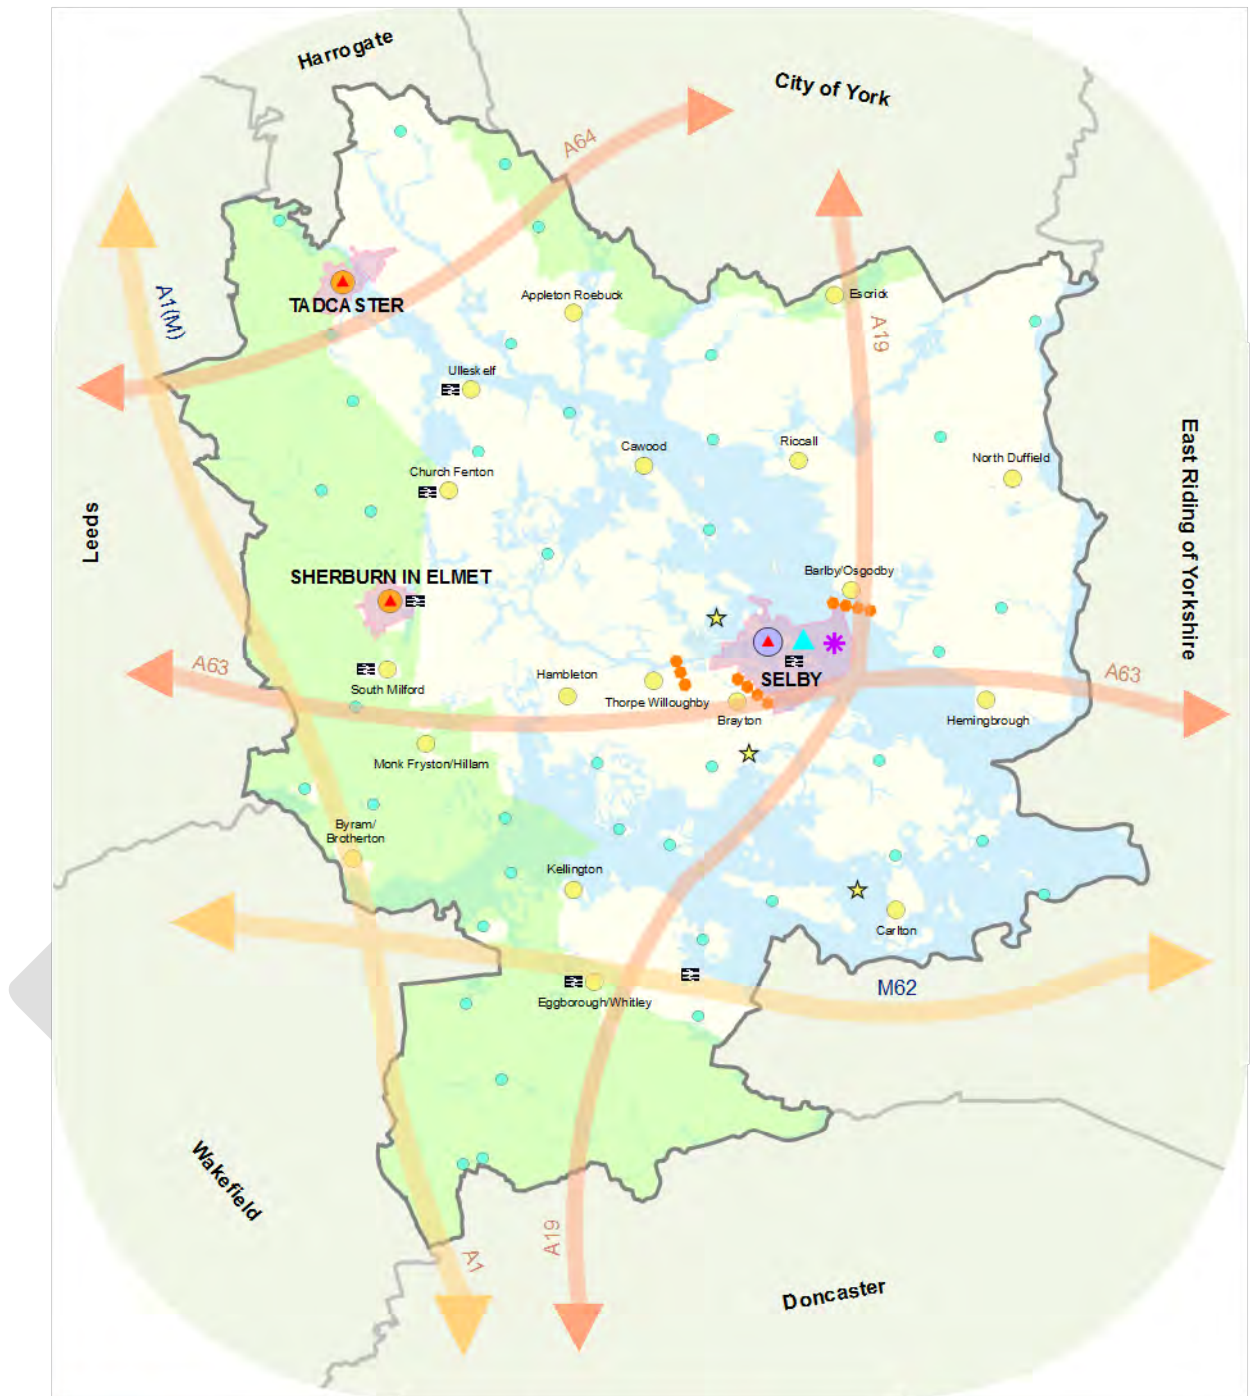 Harrogate
City of York
A64
A1(M)
TADCASTER
Appleton Roebuck
Escrick
A19
Ulleskelf
Cawood
Riccall
North Duffield
Church Fenton
Leeds
East Riding of Yorkshire
SHERBURN IN ELMET
Barlby/Osgodby
A63
South Milford
Hambleton
Thorpe Willoughby
SELBY
Brayton
Hemingbrough
A63
Monk Fryston/Hillam
Byram/
Brotherton
Kellington
Carlton
Eggborough/Whitley
M62
Wakefield
A1
A19
Doncaster